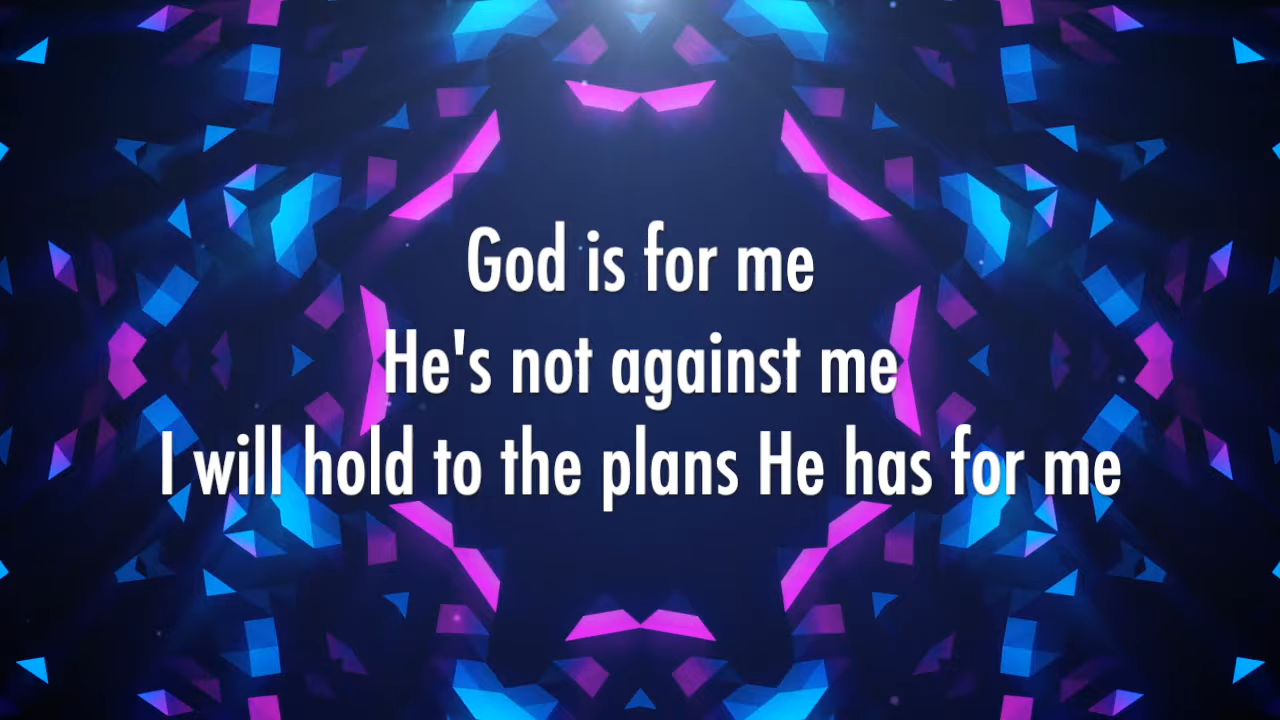 God is for me
He's not against me
I will hold to the plans He has for me